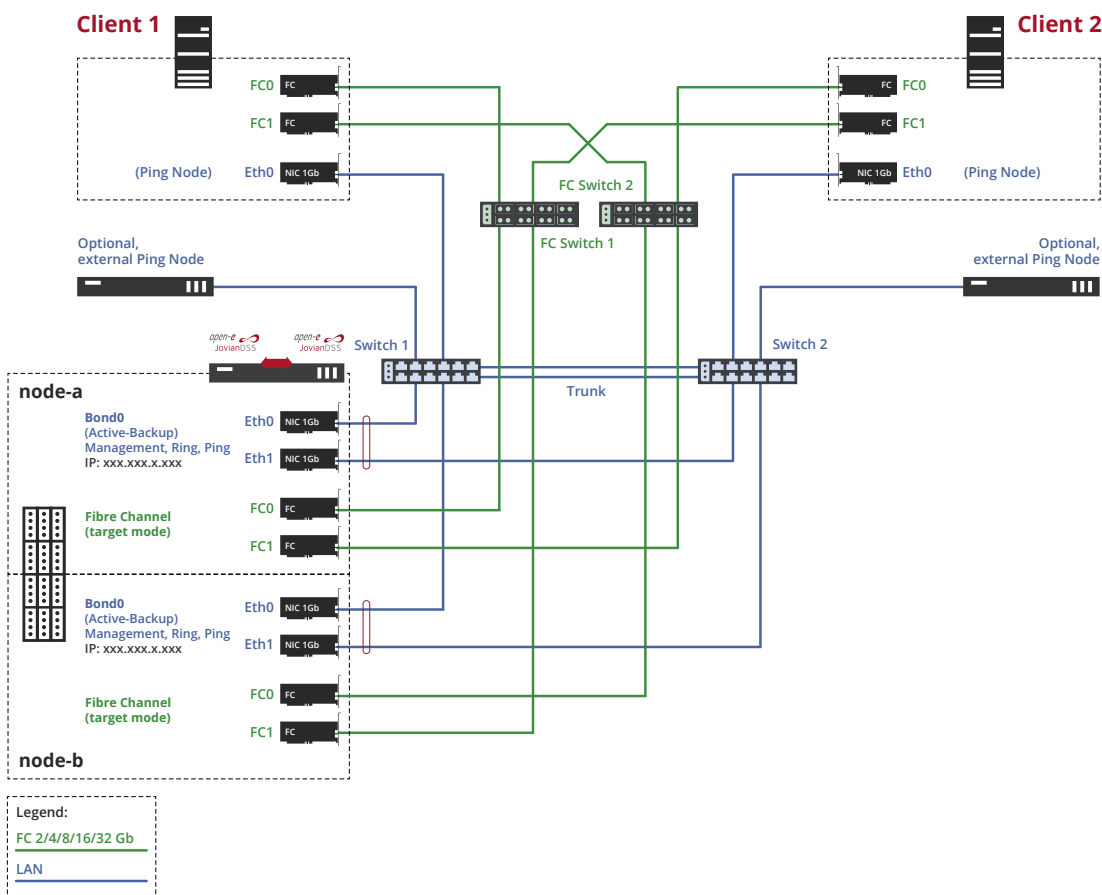 Client 1
Client 2
FC0 FC
FC1 FC
(Ping Node) Eth0 NIC 1Gb
FC FC0
FC FC1
NIC 1Gb Eth0 (Ping Node)
FC Switch 2
FC Switch 1
Optional,
external Ping Node
Optional,
external Ping Node
open-e
JovianDSS
open-e
JovianDSS
Switch 1
Switch 2
Trunk
node-a
Bond0
(Active-Backup)
Management, Ring, Ping
IP: xxx.xxx.x.xxx
Eth0 NIC 1Gb
Eth1 NIC 1Gb
Fibre Channel
(target mode)
FC0 FC
FC1 FC
Bond0
(Active-Backup)
Management, Ring, Ping
IP: xxx.xxx.x.xxx
Eth0 NIC 1Gb
Eth1 NIC 1Gb
Fibre Channel
(target mode)
FC0 FC
FC1 FC
node-b
Legend:
FC 2/4/8/16/32 Gb
LAN